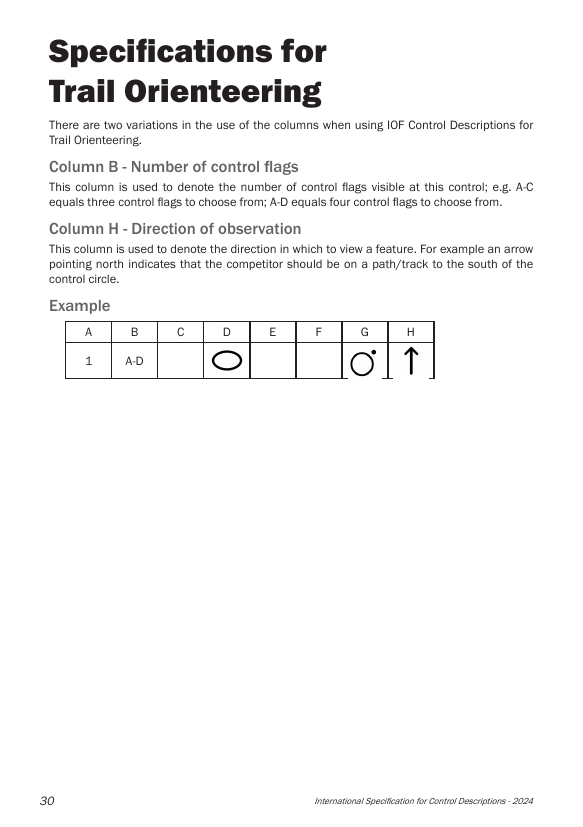 Specifications for
Trail Orienteering
There are two variations in the use of the columns when using IOF Control Descriptions for
Trail Orienteering.
Column B - Number of control flags
This column is used to denote the number of control flags visible at this control; e.g. A-C
equals three control flags to choose from; A-D equals four control flags to choose from.
Column H - Direction of observation
This column is used to denote the direction in which to view a feature. For example an arrow
pointing north indicates that the competitor should be on a path/track to the south of the
control circle.
Example
A B C D E F G H
1 A-D
30 International Specification for Control Descriptions - 2024